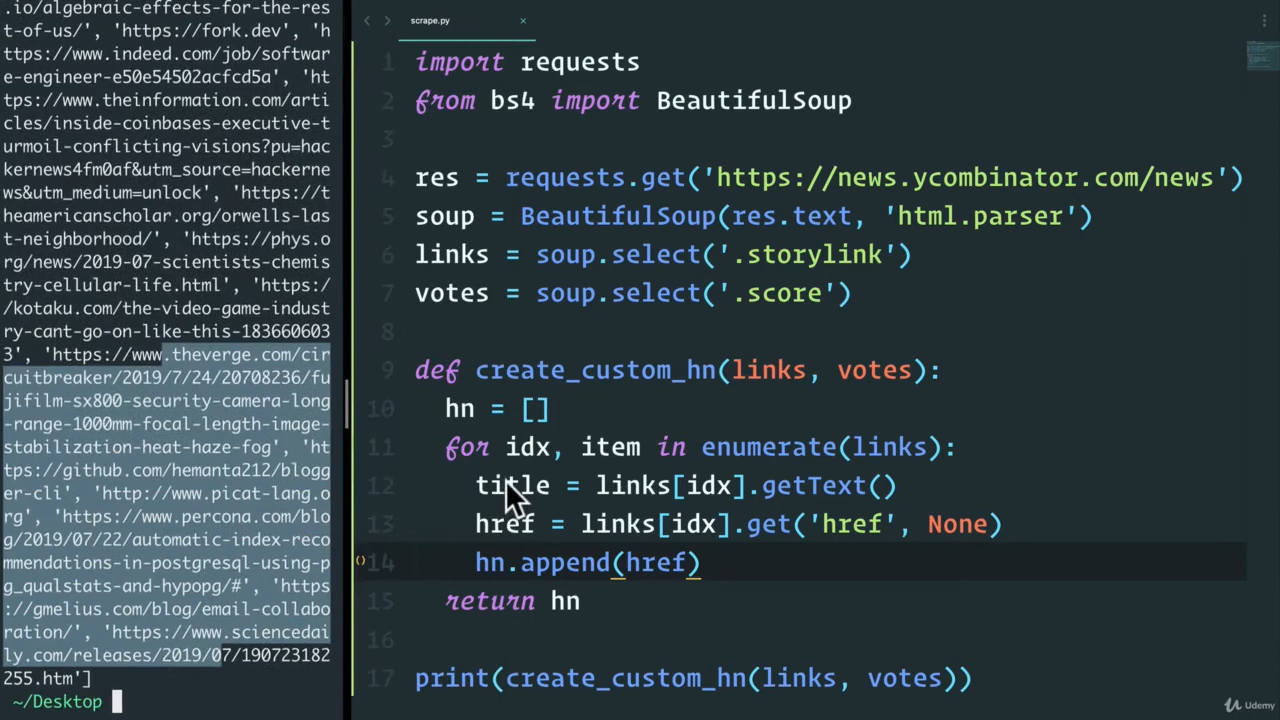 .io/algebraic-effects-for-the-res
t-of-us/', 'https://fork.dev', 'h
ttps://www.indeed.com/job/softwar
e-engineer-e50e54502acfcd5a', 'ht
tps://www.theinformation.com/arti
cles/inside-coinbases-executive-t
urmoil-conflicting-visions?pu=hac
kernews4fm0af&utm_source=hackerne
ws&utm_medium=unlock', 'https://t
heamericanscholar.org/orwells-las
t-neighborhood/', 'https://phys.o
rg/news/2019-07-scientists-chemis
try-cellular-life.html', 'https:/
/kotaku.com/the-video-game-indust
ry-cant-go-on-like-this-183660603
3', 'https://www.theverge.com/cir
cuitbreaker/2019/7/24/20708236/fu
jifilm-sx800-security-camera-long
-range-1000mm-focal-length-image-
stabilization-heat-haze-fog', 'ht
tps://github.com/hemanta212/blogg
er-cli', 'http://www.picat-lang.o
rg', 'https://www.percona.com/blo
g/2019/07/22/automatic-index-reco
mmendations-in-postgresql-using-p
g_qualstats-and-hypopg/#', 'https
://gmelius.com/blog/email-collabo
ration/', 'https://www.sciencedai
ly.com/releases/2019/07/190723182
255.htm']
~/Desktop
scrape.py
1 import requests
2 from bs4 import BeautifulSoup
3
4 res = requests.get('https://news.ycombinator.com/news')
5 soup = BeautifulSoup(res.text, 'html.parser')
6 links = soup.select('.storylink')
7 votes = soup.select('.score')
8
9 def create_custom_hn(links, votes):
10 hn = []
11 for idx, item in enumerate(links):
12 title = links[idx].getText()
13 href = links[idx].get('href', None)
14 hn.append(href)
15 return hn
16
17 print(create_custom_hn(links, votes))
Udemy